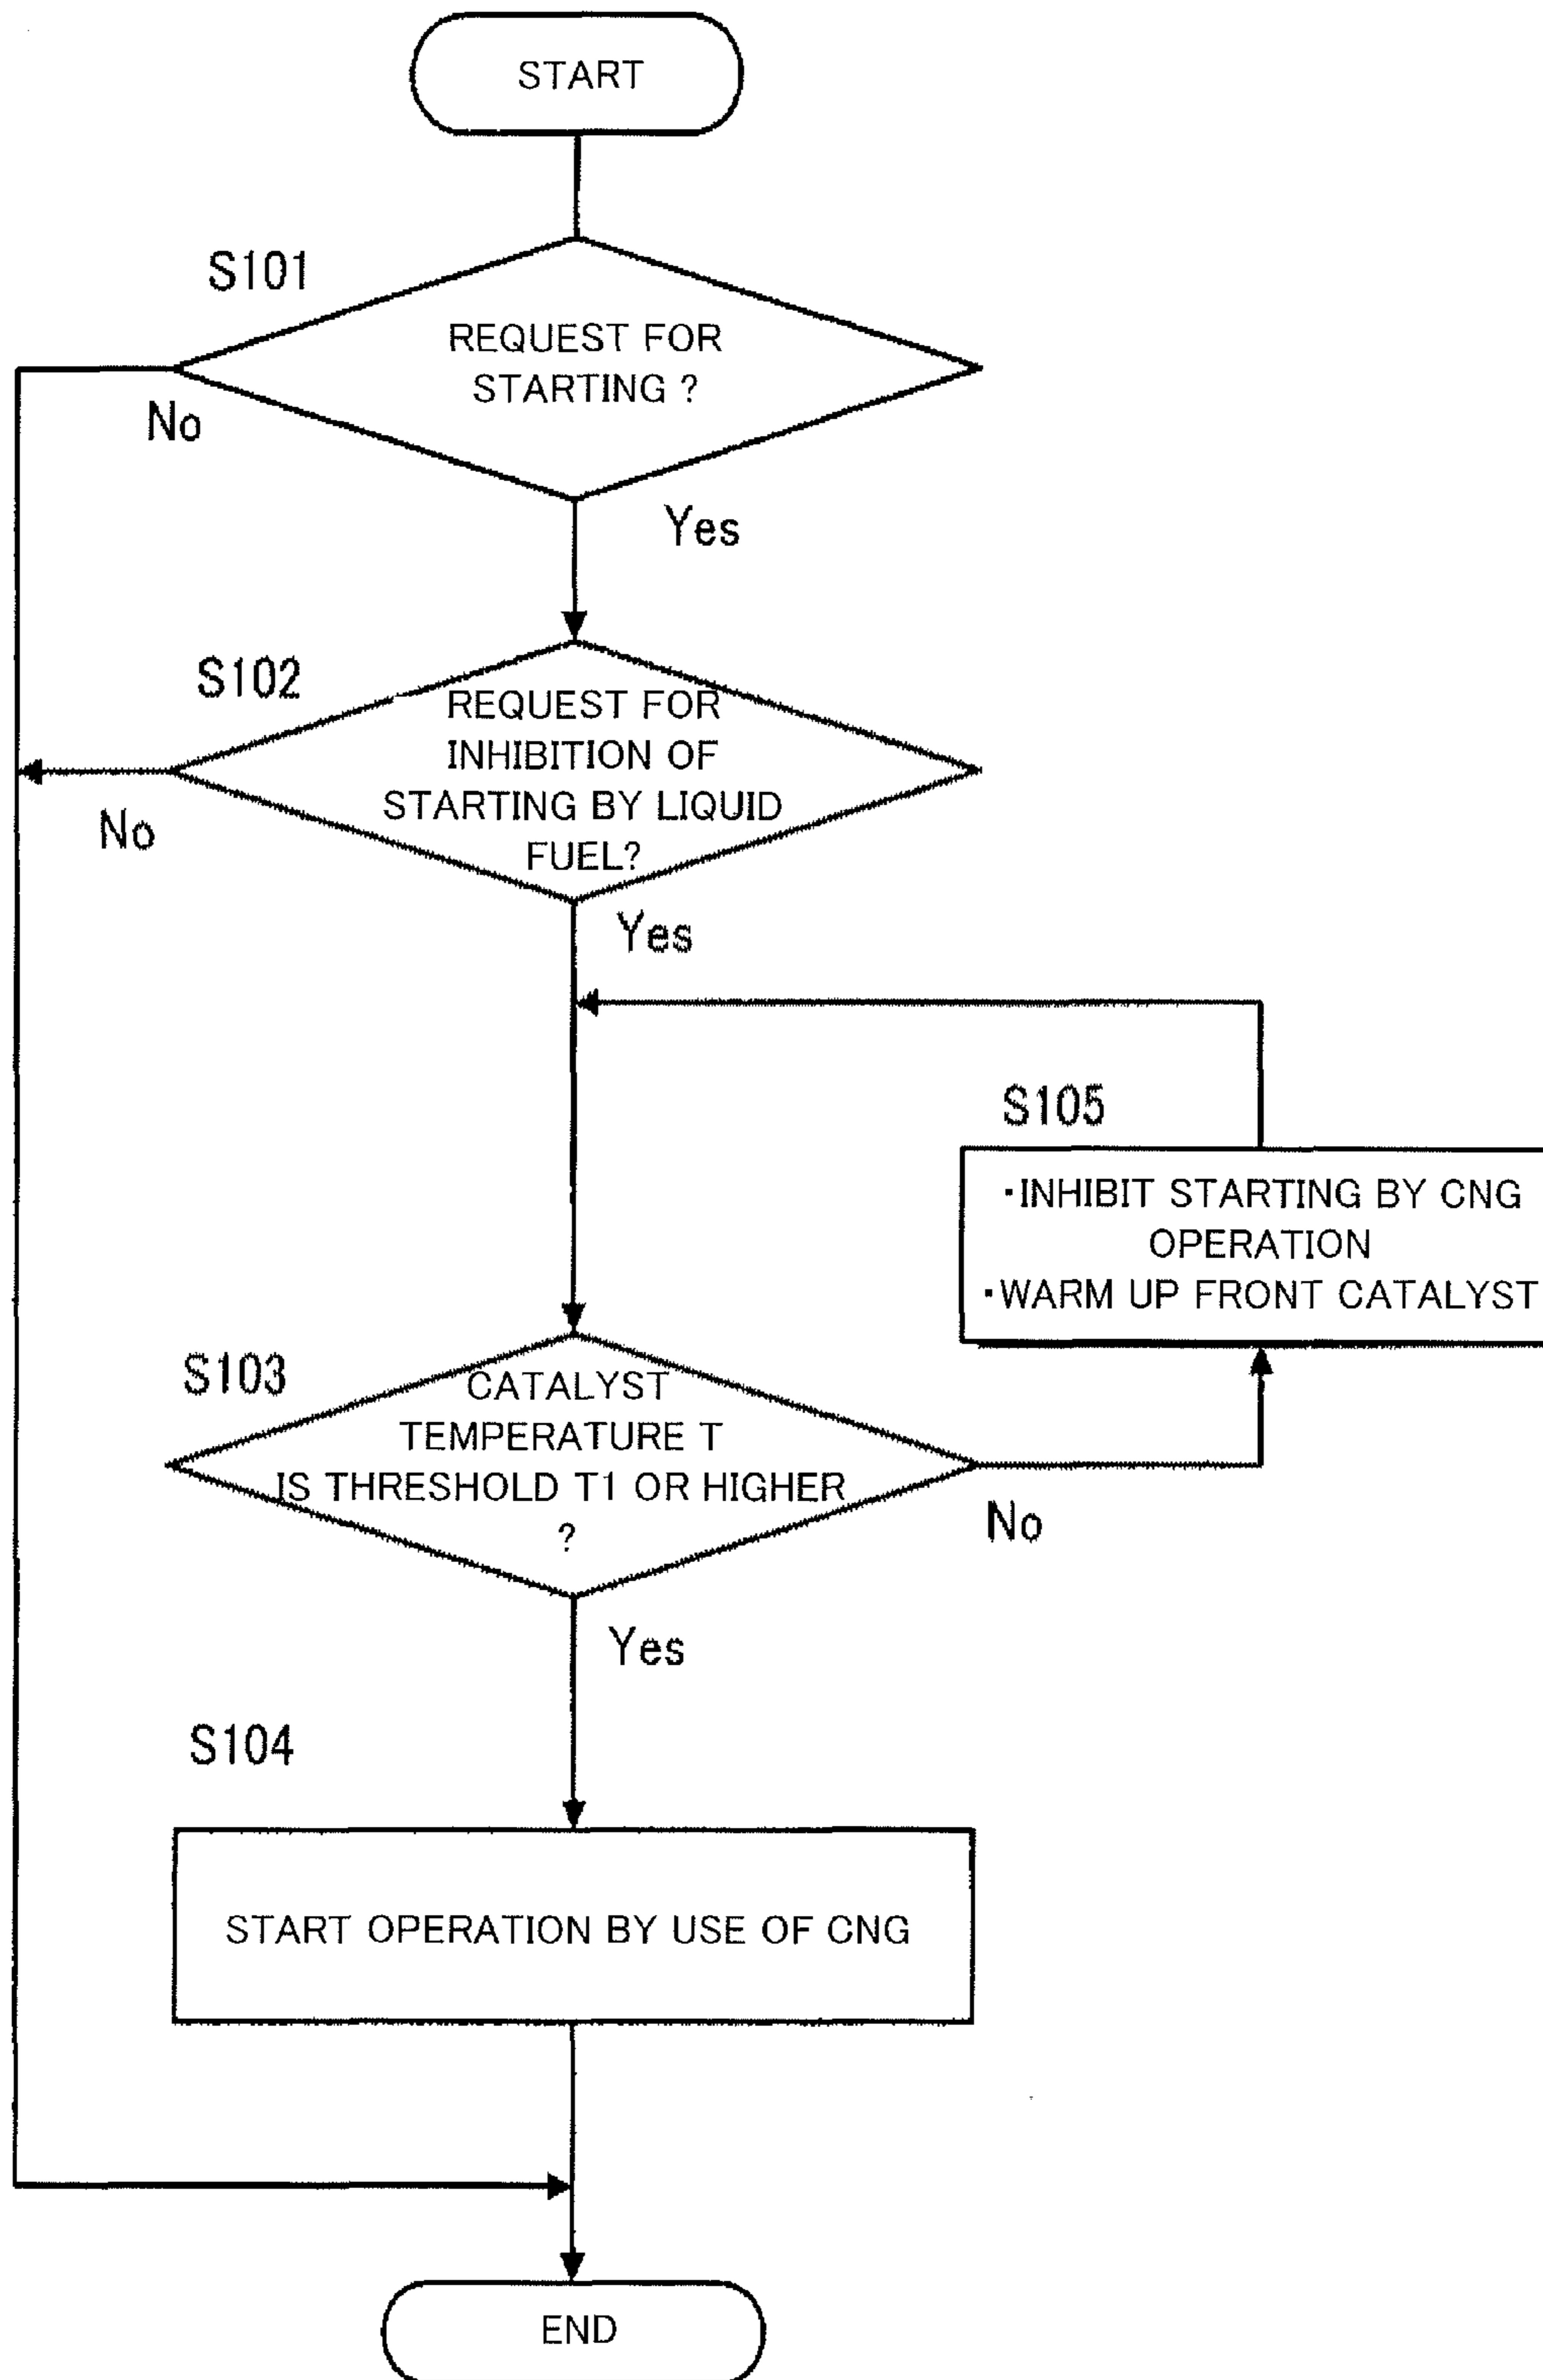 START
S101
REQUEST FOR
STARTING ?
No
Yes
S102
REQUEST FOR
INHIBITION OF
STARTING BY LIQUID
FUEL?
No
Yes
S105
・INHIBIT STARTING BY CNG
OPERATION
・WARM UP FRONT CATALYST
S103
CATALYST
TEMPERATURE T
IS THRESHOLD T1 OR HIGHER
?
No
Yes
S104
START OPERATION BY USE OF CNG
END